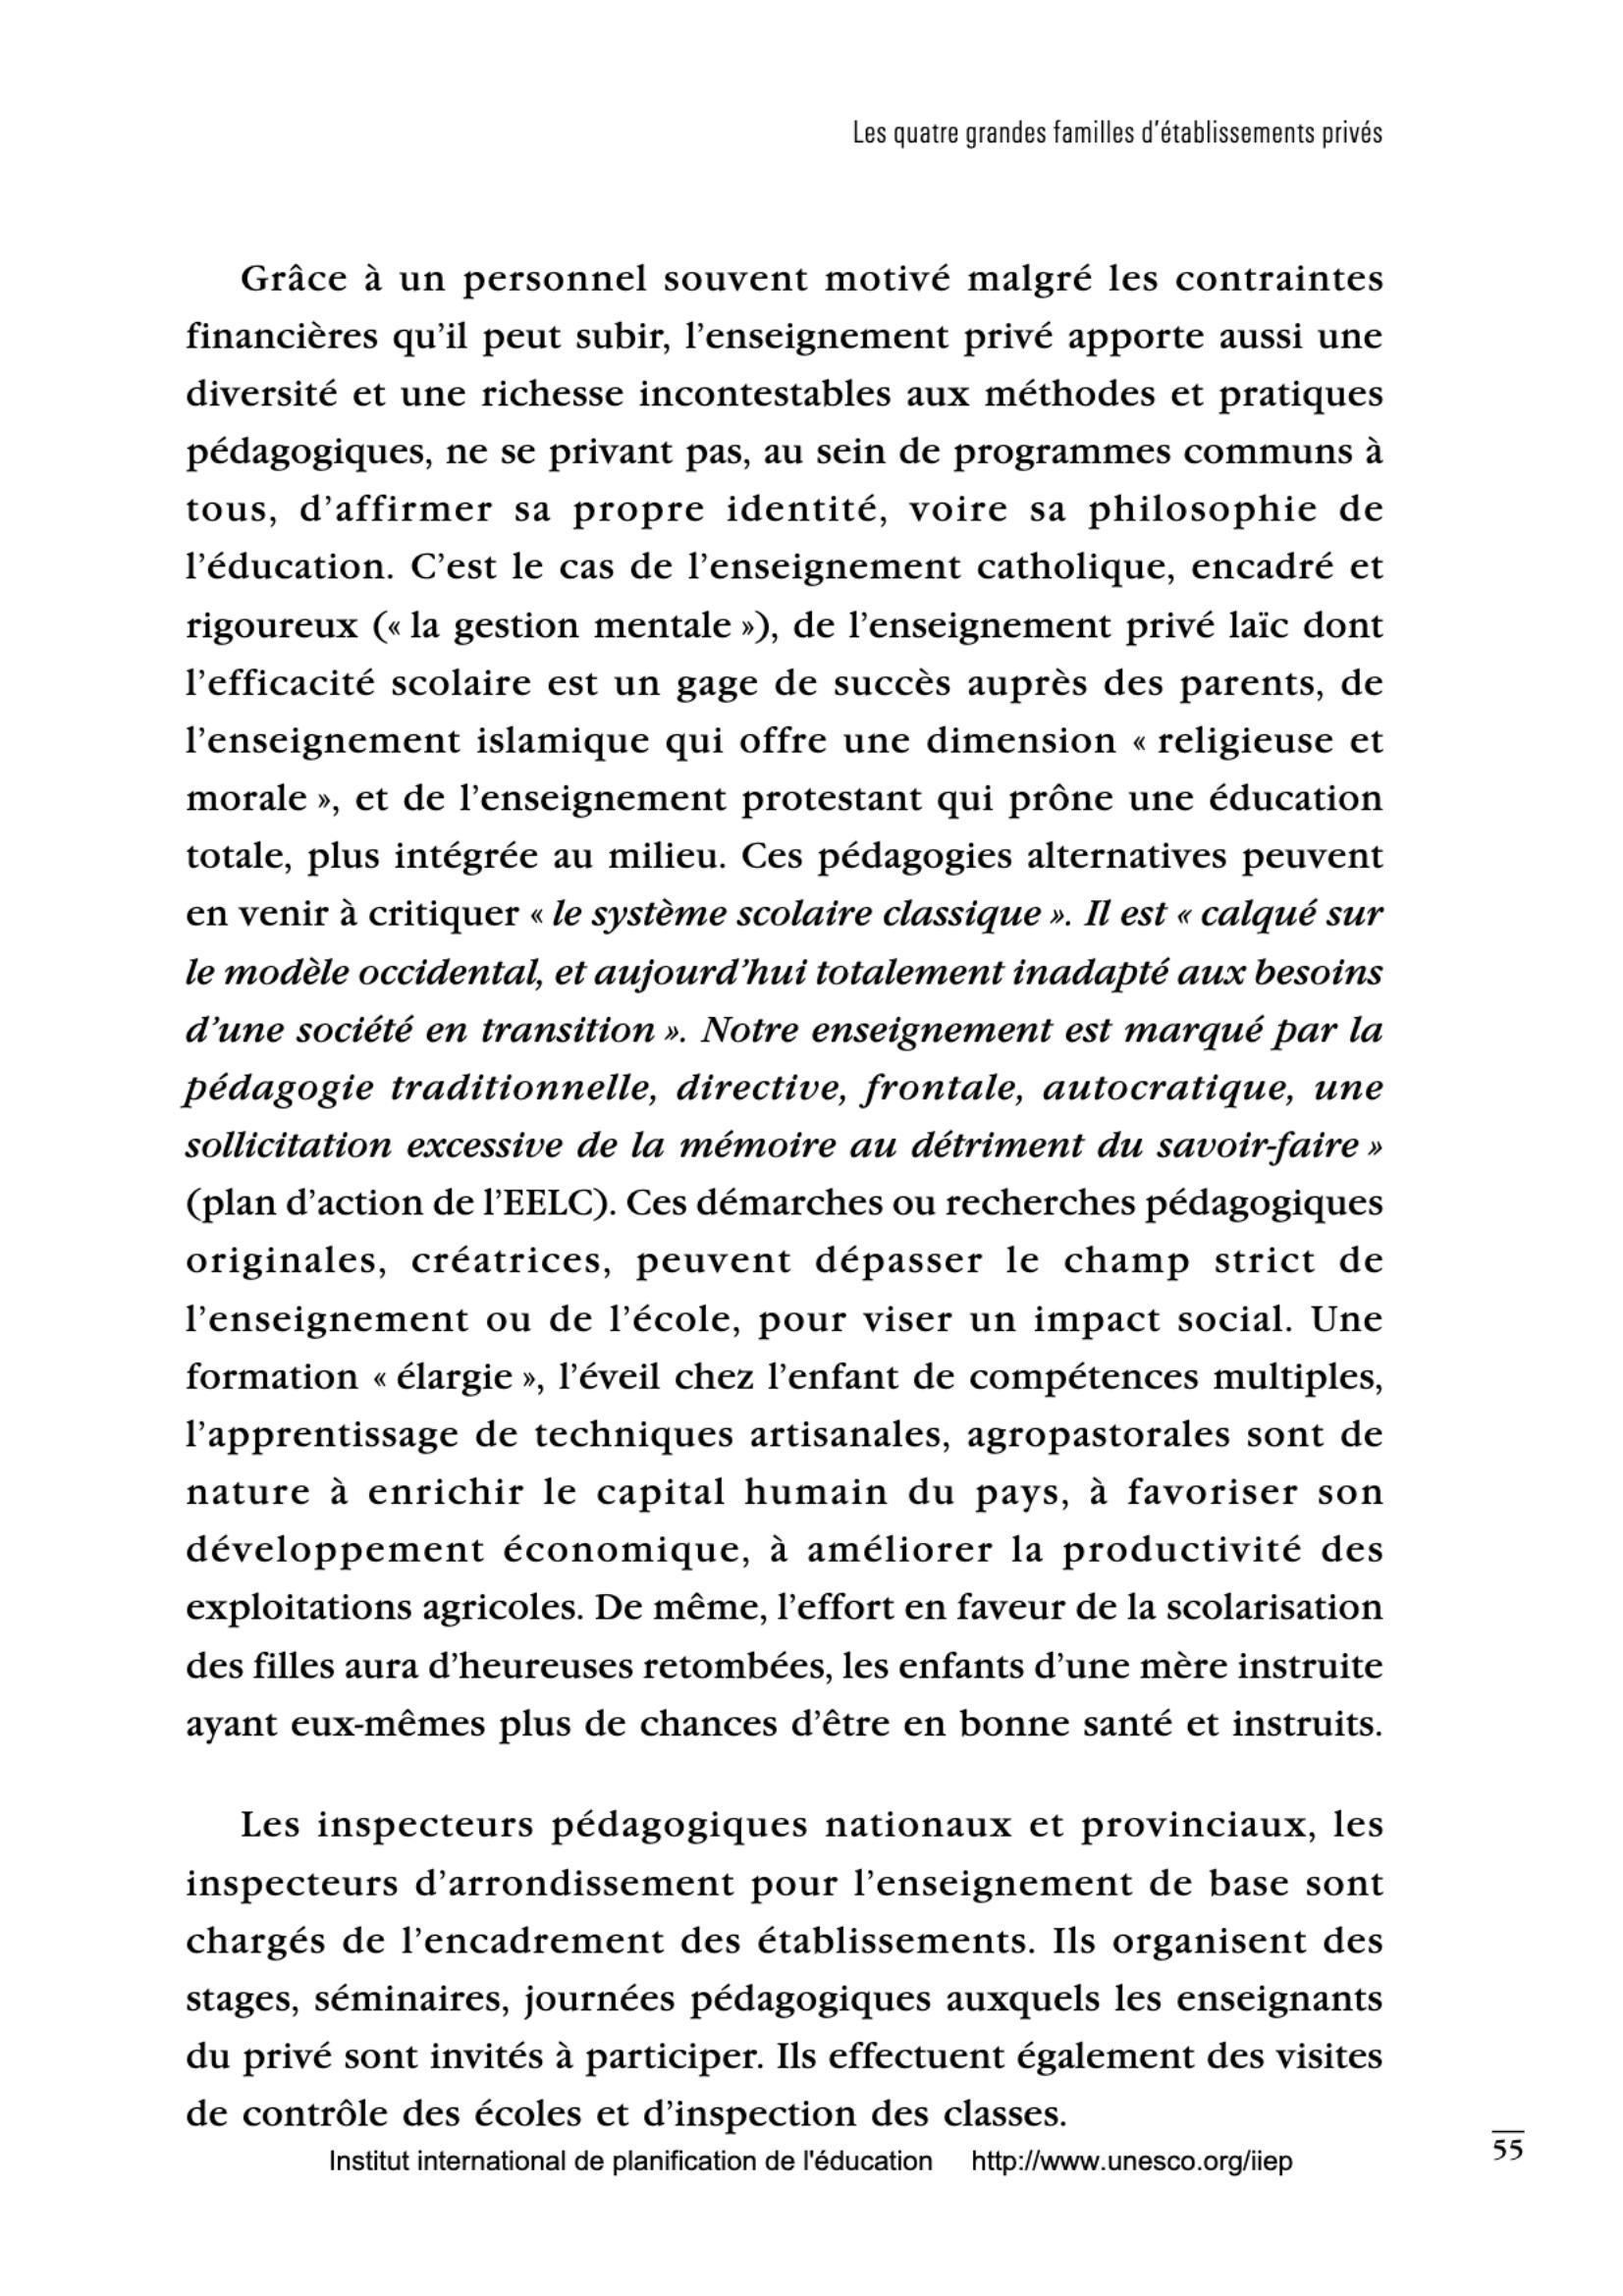 Les quatre grandes familles d'établissements privés
Grâce à un personnel souvent motivé malgré les contraintes
financières qu'il peut subir, l'enseignement privé apporte aussi une
diversité et une richesse incontestables aux méthodes et pratiques
pédagogiques, ne se privant pas, au sein de programmes communs à
tous, d'affirmer sa propre identité, voire sa philosophie de
l'éducation. C'est le cas de l'enseignement catholique, encadré et
rigoureux (« la gestion mentale »), de l'enseignement privé laïc dont
l'efficacité scolaire est un gage de succès auprès des parents, de
l'enseignement islamique qui offre une dimension « religieuse et
morale », et de l'enseignement protestant qui prône une éducation
totale, plus intégrée au milieu. Ces pédagogies alternatives peuvent
en venir à critiquer « le système scolaire classique ». Il est « calqué sur
le modèle occidental, et aujourd'hui totalement inadapté aux besoins
d'une société en transition ». Notre enseignement est marqué par la
pédagogie traditionnelle, directive, frontale, autocratique, une
sollicitation excessive de la mémoire au détriment du savoir-faire »
(plan d'action de l'EELC). Ces démarches ou recherches pédagogiques
originales, créatrices, peuvent dépasser le champ strict de
l'enseignement ou de l'école, pour viser un impact social. Une
formation « élargie », l'éveil chez l'enfant de compétences multiples,
l'apprentissage de techniques artisanales, agropastorales sont de
nature à enrichir le capital humain du pays, à favoriser son
développement économique, à améliorer la productivité des
exploitations agricoles. De même, l'effort en faveur de la scolarisation
des filles aura d'heureuses retombées, les enfants d'une mère instruite
ayant eux-mêmes plus de chances d'être en bonne santé et instruits.
Les inspecteurs pédagogiques nationaux et provinciaux, les
inspecteurs d'arrondissement pour l'enseignement de base sont
chargés de l'encadrement des établissements. Ils organisent des
stages, séminaires, journées pédagogiques auxquels les enseignants
du privé sont invités à participer. Ils effectuent également des visites
de contrôle des écoles et d'inspection des classes.
55
Institut international de planification de l'éducation http://www.unesco.org/iiep